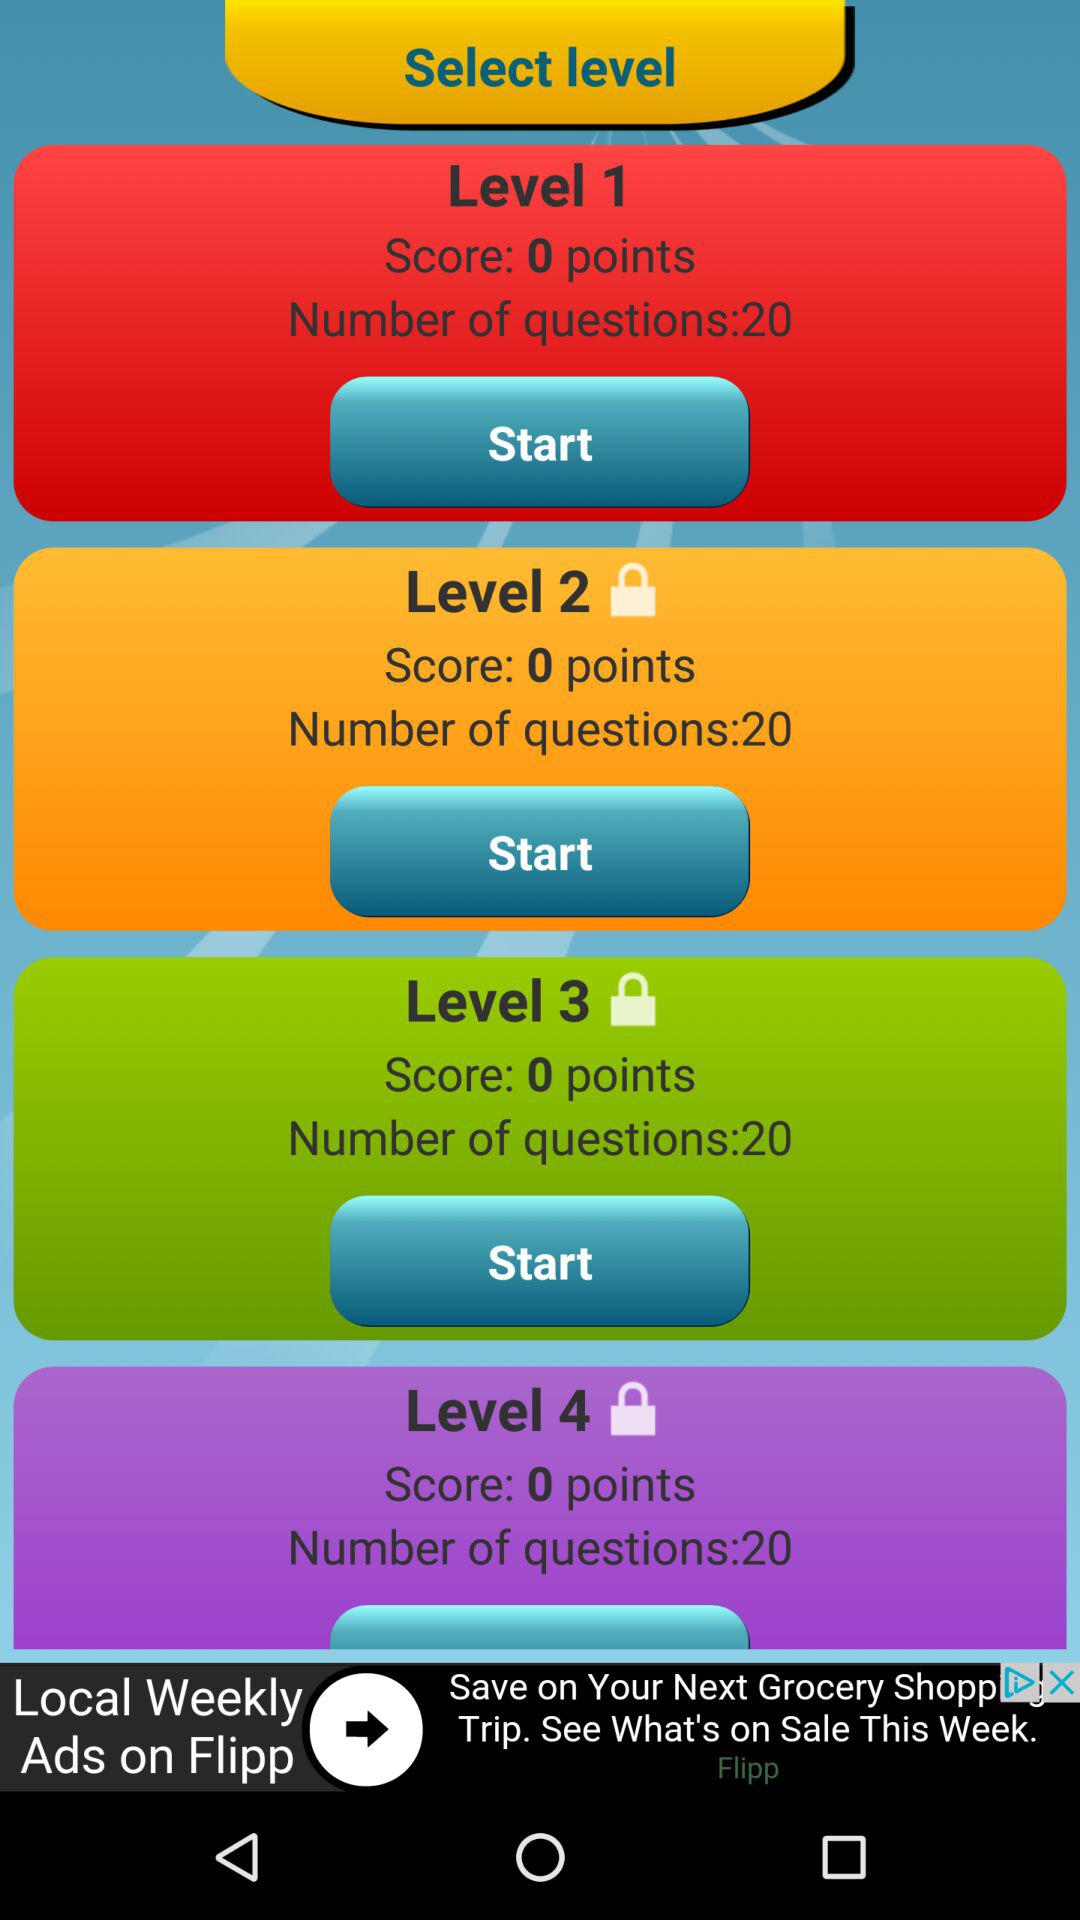 Select level
Level 1
Score: 0 points
Number of questions:20
Start
Level 2
Score: 0 points
Number of questions:20
Start
Level 3
Score: 0 points
Number of questions:20
Start
Level 4
Score: 0 points
Number of questions:20
Local Weekly
Ads on Flipp
Save on Your Next Grocery Shopping
Trip. See What's on Sale This Week.
Flipp